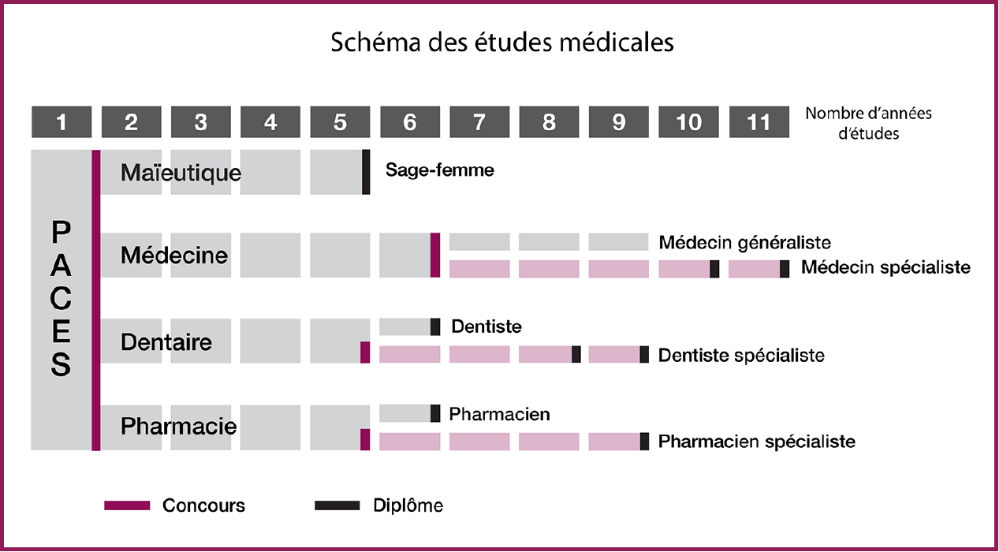 Schéma des études médicales
1 2 3 4 5 6 7 8 9 10 11
Nombre d'années
d'études
PACES
Maïeutique
Sage-femme
Médecine
Médecin généraliste
Médecin spécialiste
Dentaire
Dentiste
Dentiste spécialiste
Pharmacie
Pharmacien
Pharmacien spécialiste
Concours
Diplôme